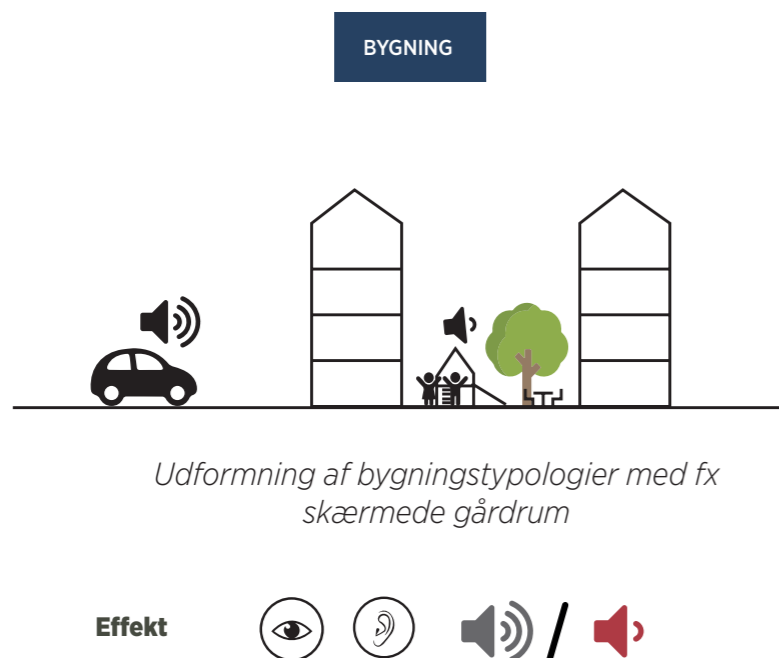 BYGNING
Udformning af bygningstypologier med fx
skærmede gårdrum
Effekt